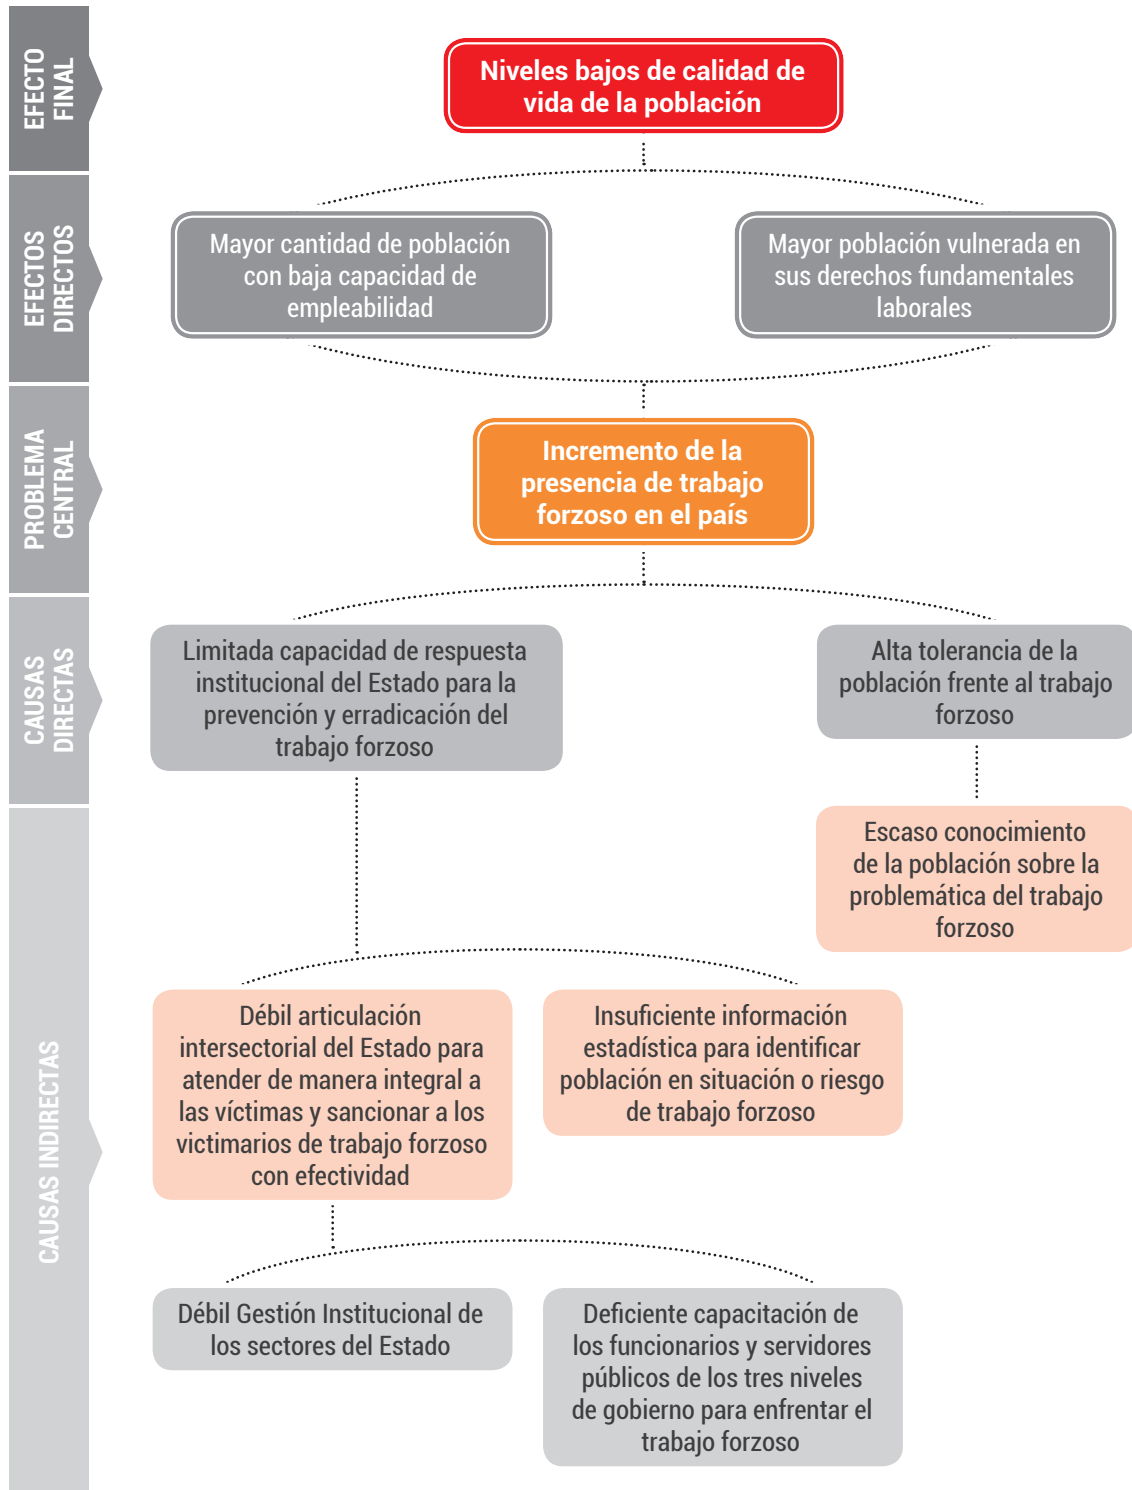 EFECTO
FINAL
Niveles bajos de calidad de
vida de la población
EFECTOS
DIRECTOS
Mayor cantidad de población
con baja capacidad de
empleabilidad
Mayor población vulnerada en
sus derechos fundamentales
laborales
PROBLEMA
CENTRAL
Incremento de la
presencia de trabajo
forzoso en el país
CAUSAS
DIRECTAS
Limitada capacidad de respuesta
institucional del Estado para la
prevención y erradicación del
trabajo forzoso
Alta tolerancia de la
población frente al trabajo
forzoso
CAUSAS INDIRECTAS
Escaso conocimiento
de la población sobre la
problemática del trabajo
forzoso
Débil articulación
intersectorial del Estado para
atender de manera integral a
las víctimas y sancionar a los
victimarios de trabajo forzoso
con efectividad
Insuficiente información
estadística para identificar
población en situación o riesgo
de trabajo forzoso
Débil Gestión Institucional de
los sectores del Estado
Deficiente capacitación de
los funcionarios y servidores
públicos de los tres niveles
de gobierno para enfrentar el
trabajo forzoso